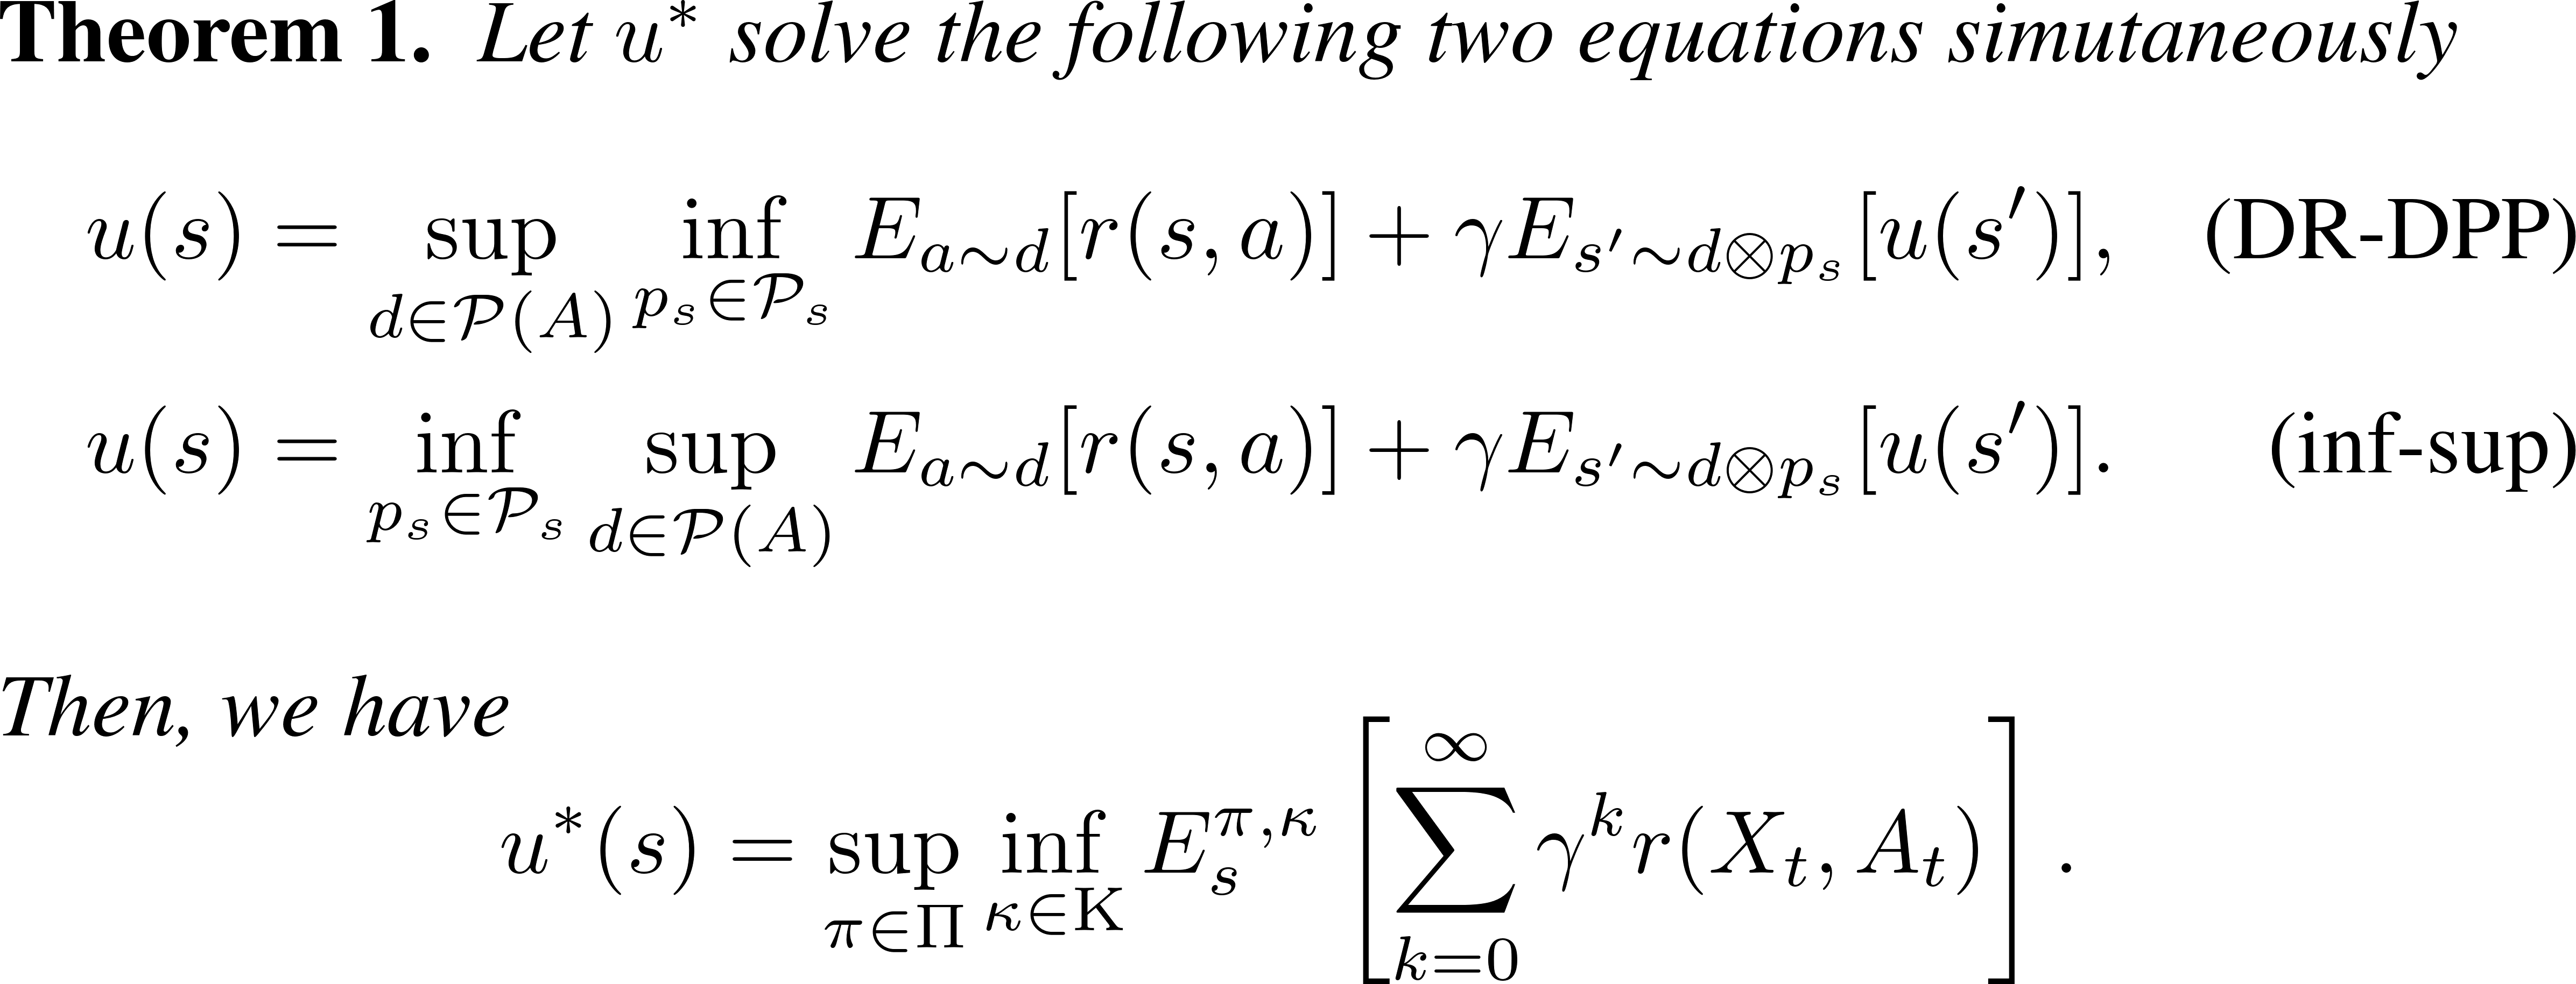 Theorem 1. Let u* solve the following two equations simutaneously
u(s) = sup_{d∈𝒫(A)} inf_{p_s∈𝒫_s} E_{a∼d}[r(s, a)] + γE_{s′∼d⊗p_s}[u(s′)], (DR-DPP)
u(s) = inf_{p_s∈𝒫_s} sup_{d∈𝒫(A)} E_{a∼d}[r(s, a)] + γE_{s′∼d⊗p_s}[u(s′)]. (inf-sup)
Then, we have
u*(s) = sup_{π∈Π} inf_{κ∈K} E_s^{π,κ} [∑_{k=0}^{∞} γ^k r(X_t, A_t)].